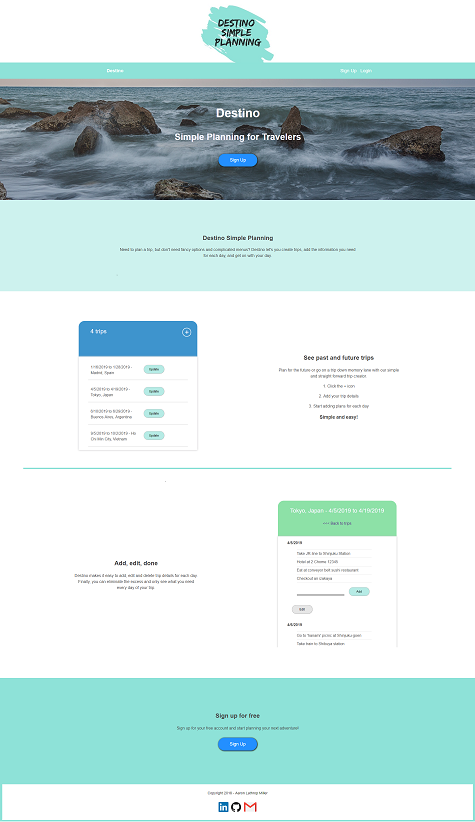 DESTINO
SIMPLE
PLANNING
Destino
Sign Up Login
Destino
Simple Planning for Travelers
Sign Up
Destino Simple Planning
Need to plan a trip, but don't need fancy options and complicated menus? Destino let's you create trips, add the information you need
for each day, and get on with your day.
4 trips
1/18/2019 to 1/28/2019 -
Madrid, Spain
Update
4/5/2019 to 4/19/2019 -
Tokyo, Japan
Update
6/10/2019 to 6/24/2019 -
Buenos Aires, Argentina
Update
9/5/2019 to 10/2/2019 - Ho
Chi Min City, Vietnam
Update
See past and future trips
Plan for the future or go on a trip down memory lane with our simple
and straight forward trip creator.
1. Click the + icon
2. Add your trip details
3. Start adding plans for each day
Simple and easy!
Add, edit, done
Destino makes it easy to add, edit and delete trip details for each day.
Finally, you can eliminate the excess and only see what you need
every day of your trip.
Tokyo, Japan - 4/5/2019 to 4/19/2019
<<< Back to trips
4/5/2019
Take JR line to Shinjuku Station
Hotel at 2 Chome 12345
Eat at conveyor belt sushi restaurant
Checkout an izakaya
Add
Edit
4/6/2019
Go to 'hanami' picnic at Shinjuku goen
Take train to Shibuya station
Sign up for free
Sign up for your free account and start planning your next adventure!
Sign Up
Copyright 2018 - Aaron Lathrop Miller
in